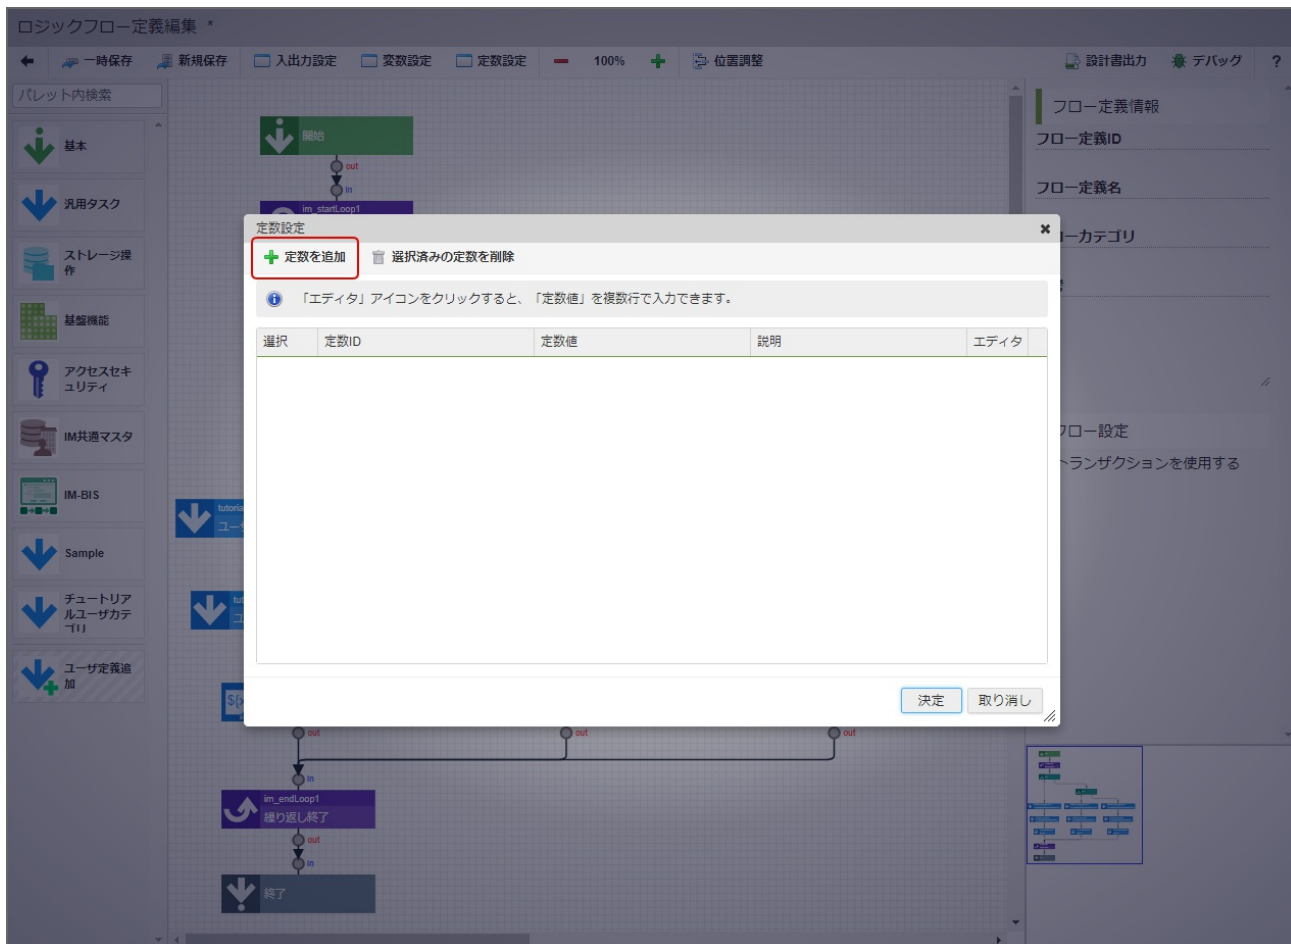 ロジックフロー定義編集 *
一時保存 新規保存 入出力設定 変数設定 定数設定 100% 位置調整 設計書出力 デバッグ ?
パレット内検索
基本
汎用タスク
ストレージ操
作
基盤機能
アクセスセキ
ュリティ
IM共通マスタ
IM-BIS
Sample
チュートリア
ルユーザカテ
ゴリ
ユーザ定義追
加
開始
out
in
im_startLoop1
定数設定
定数を追加 選択済みの定数を削除
「エディタ」アイコンをクリックすると、「定数値」を複数行で入力できます。
選択 定数ID 定数値 説明 エディタ
決定 取り消し
tutoria
ユーザ
tut
out out out
in
im_endLoop1
繰り返し終了
out
in
終了
フロー定義情報
フロー定義ID
フロー定義名
ーカテゴリ
フロー設定
トランザクションを使用する